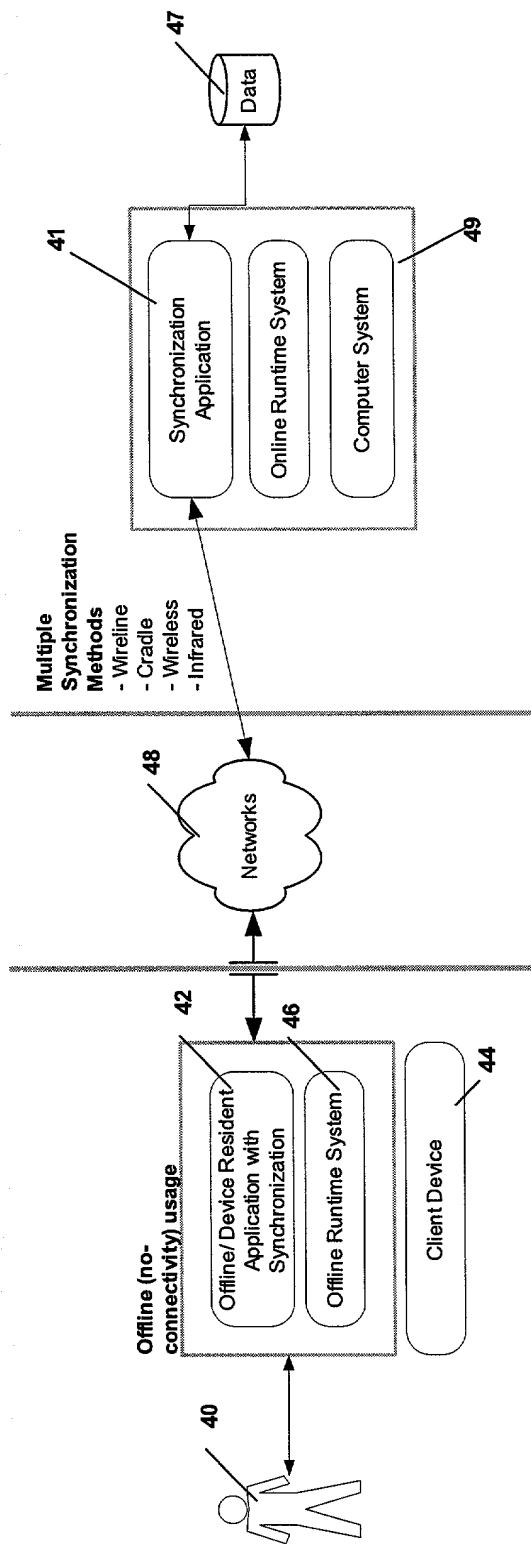 40
Offline (no-
connectivity) usage
42
Offline/ Device Resident
Application with
Synchronization
46
Offline Runtime System
Client Device
44
48
Networks
Multiple
Synchronization
Methods
- Wireline
- Cradle
- Wireless
- Infrared
41
Synchronization
Application
Online Runtime System
Computer System
49
47
Data